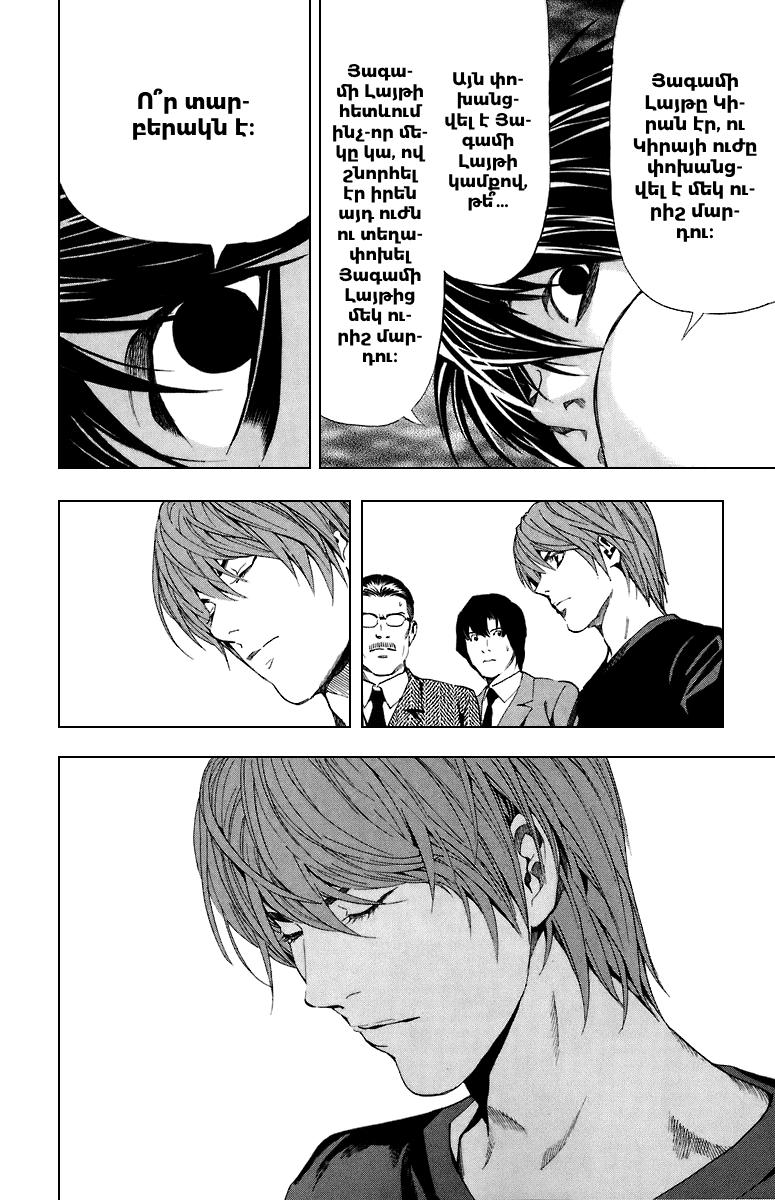 Յագամի
Լայթը Կի-
րան էր, ու
Կիրայի ուժը
փոխանց-
վել է մեկ ու-
րիշ մար-
դու:
Այն փո-
խանց-
վել է Յա-
գամի
Լայթի
կամքով,
թե՞...
Յագա-
մի Լայթի
հետևում
ինչ-որ մե-
կը կա, ով
շնորհել
էր իրեն
այդ ուժն
ու տեղա-
փոխել
Յագամի
Լայթից
մեկ ու-
րիշ մար-
դու:
Ո՞ր տար-
բերակն է: